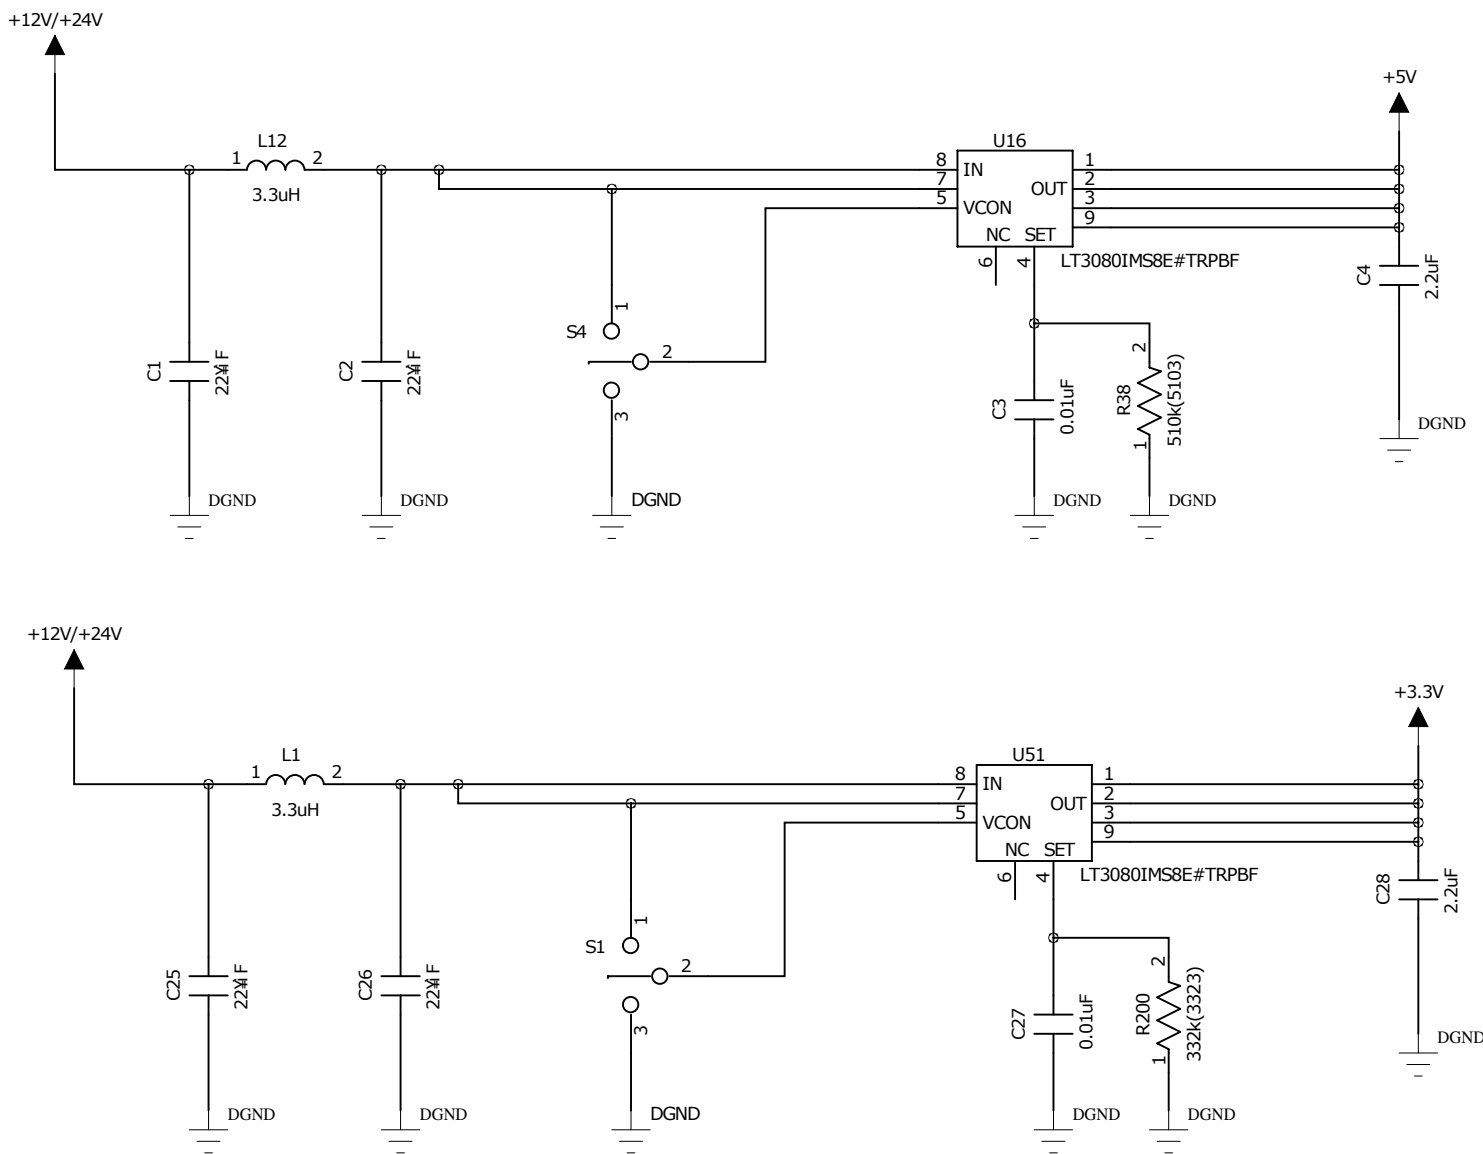 +12V/+24V
+5V
L12
1 2
3.3uH
U16
8 IN
7
5 VCON
OUT
1
2
3
9
NC SET
6 4
LT3080IMS8E#TRPBF
C4
2.2uF
DGND
S4
1
2
3
DGND
C1
DGND
C2
DGND
C3
0.01uF
DGND
2
R38
510k(5103)
1
DGND
+12V/+24V
+3.3V
L1
1 2
3.3uH
U51
8 IN
7
5 VCON
OUT
1
2
3
9
NC SET
6 4
LT3080IMS8E#TRPBF
C28
2.2uF
DGND
S1
1
2
3
DGND
C25
DGND
C26
DGND
C27
0.01uF
DGND
2
R200
332k(3323)
1
DGND